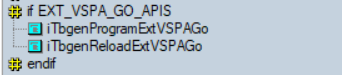 if EXT_VSPA_GO_APIS
iTbgenProgramExtVSPAGo
iTbgenReloadExtVSPAGo
endif